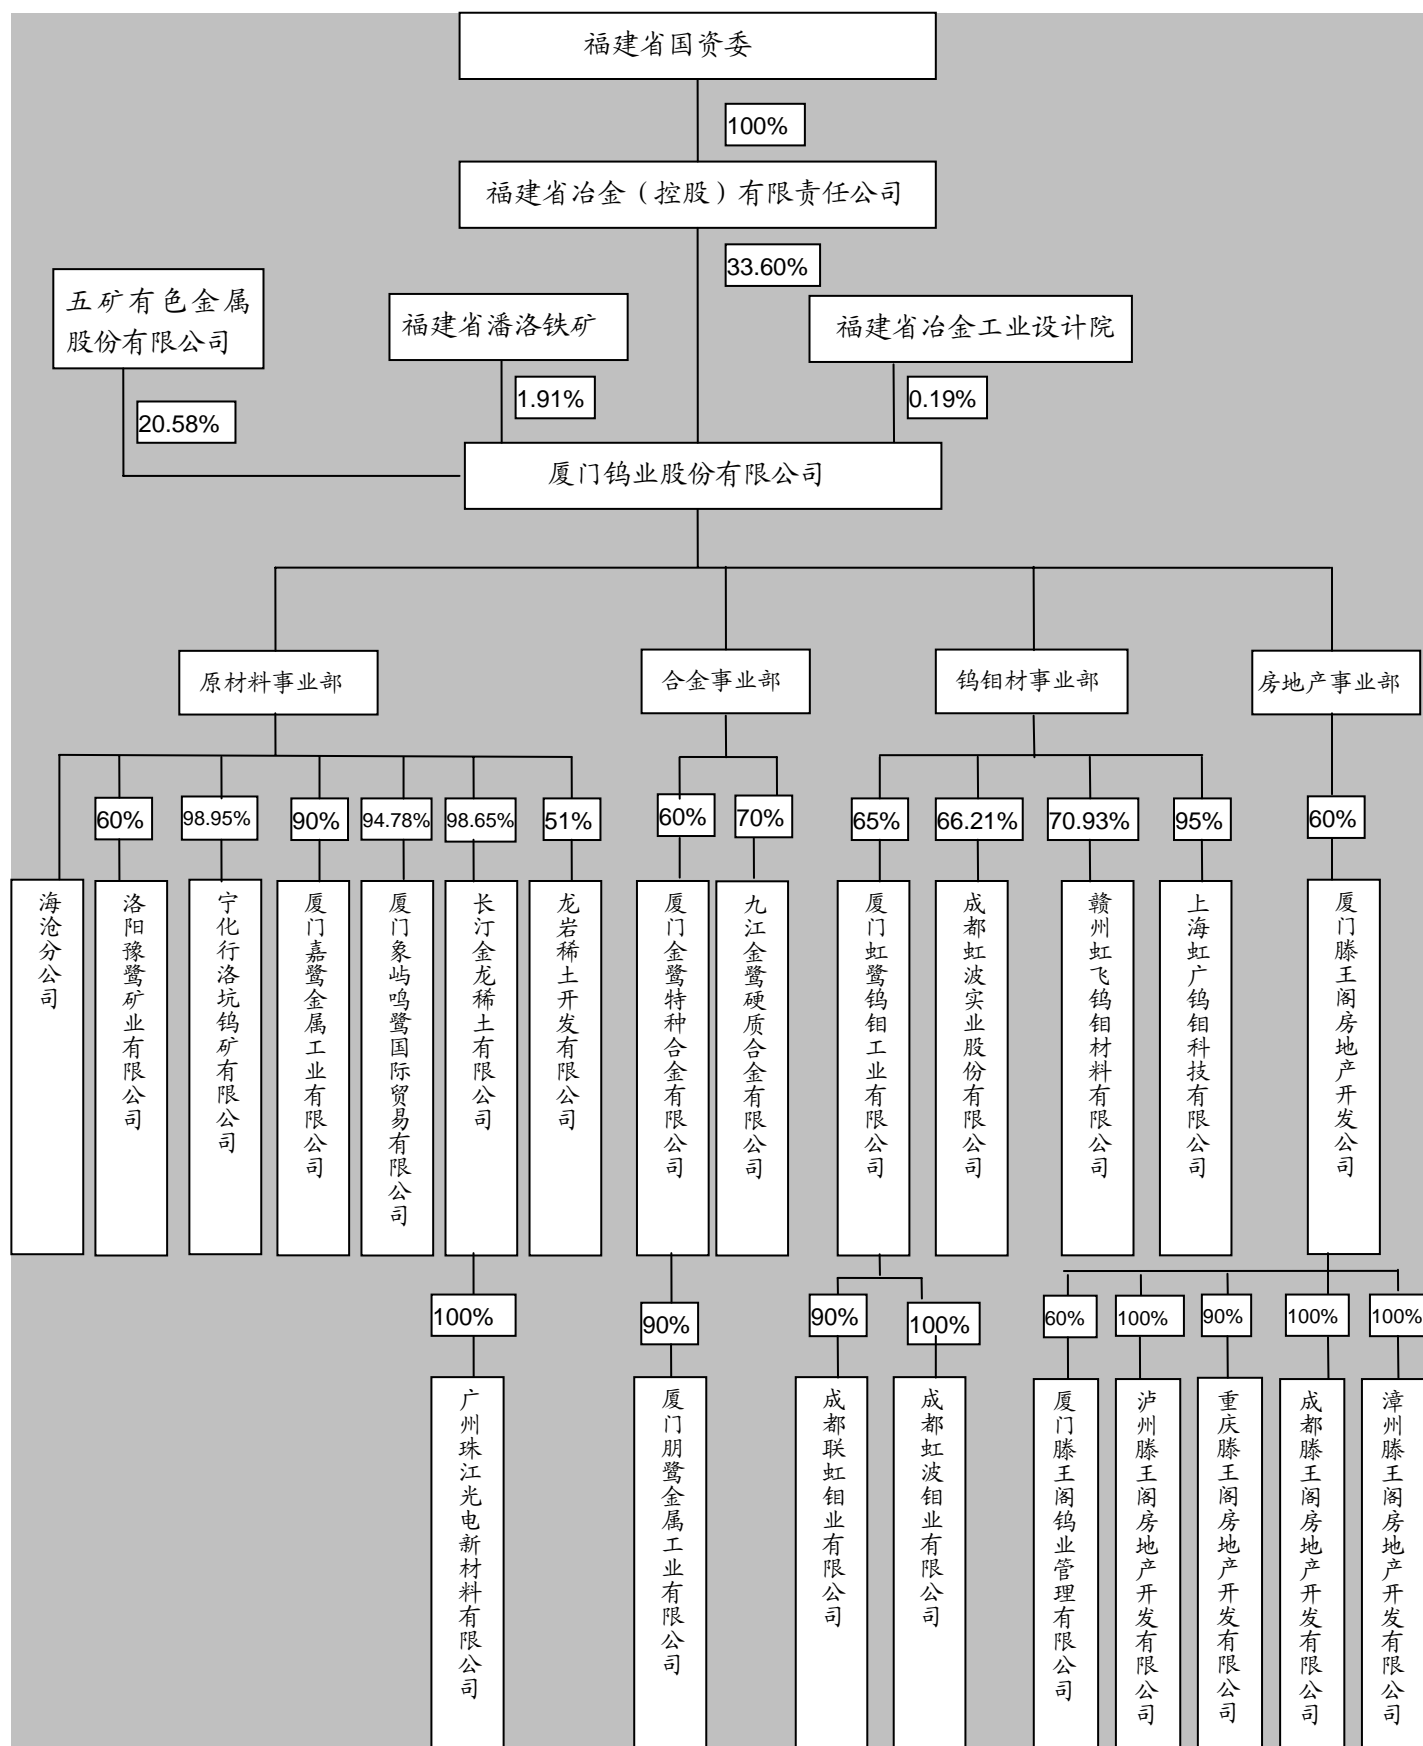 福建省国资委
100%
福建省冶金（控股）有限责任公司
33.60%
五矿有色金属
股份有限公司
福建省潘洛铁矿
福建省冶金工业设计院
20.58%
1.91%
0.19%
厦门钨业股份有限公司
原材料事业部
合金事业部
钨钼材事业部
房地产事业部
60%
98.95%
90%
94.78%
98.65%
51%
60%
70%
65%
66.21%
70.93%
95%
60%
海沧分公司
洛阳豫鹭矿业有限公司
宁化行洛坑钨矿有限公司
厦门嘉鹭金属工业有限公司
厦门象屿鸣鹭国际贸易有限公司
长汀金龙稀土有限公司
龙岩稀土开发有限公司
厦门金鹭特种合金有限公司
九江金鹭硬质合金有限公司
厦门虹鹭钨钼工业有限公司
成都虹波实业股份有限公司
赣州虹飞钨钼材料有限公司
上海虹广钨钼科技有限公司
厦门滕王阁房地产开发公司
100%
90%
90%
100%
60%
100%
90%
100%
100%
广州珠江光电新材料有限公司
厦门朋鹭金属工业有限公司
成都联虹钼业有限公司
成都虹波钼业有限公司
厦门滕王阁钨业管理有限公司
泸州滕王阁房地产开发有限公司
重庆滕王阁房地产开发有限公司
成都滕王阁房地产开发有限公司
漳州滕王阁房地产开发有限公司